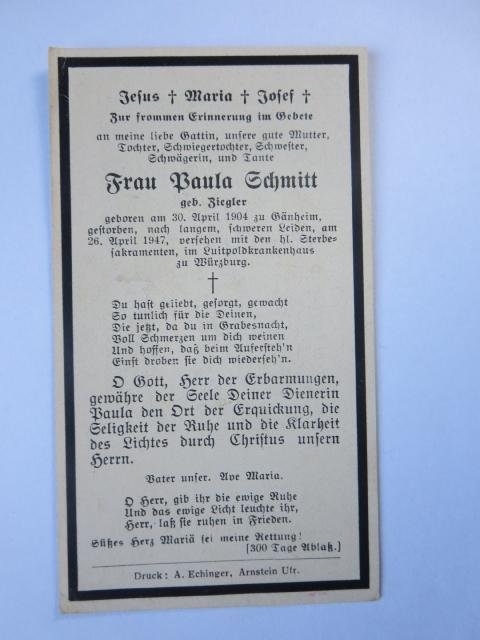 Jesus † Maria † Josef †
Zur frommen Erinnerung im Gebete
an meine liebe Gattin, unsere gute Mutter,
Tochter, Schwiegertochter, Schwester,
Schwägerin, und Tante
Frau Paula Schmitt
geb. Ziegler
geboren am 30. April 1904 zu Gänheim,
gestorben, nach langem, schweren Leiden, am
26. April 1947, versehen mit den hl. Sterbe-
sakramenten, im Luitpoldkrankenhaus
zu Würzburg.
†
Du hast geliebt, gesorgt, gewacht
So tunlich für die Deinen,
Die jetzt, da du in Grabesnacht,
Voll Schmerzen um dich weinen
Und hoffen, daß beim Aufersteh'n
Einst droben sie dich wiederseh'n.
O Gott, Herr der Erbarmungen,
gewähre der Seele Deiner Dienerin
Paula den Ort der Erquickung, die
Seligkeit der Ruhe und die Klarheit
des Lichtes durch Christus unsern
Herrn.
Vater unser. Ave Maria.
O Herr, gib ihr die ewige Ruhe
Und das ewige Licht leuchte ihr,
Herr, laß sie ruhen in Frieden.
Süßes Herz Mariä sei meine Rettung!
[300 Tage Ablaß.]
Druck: A. Echinger, Arnstein Ufr.